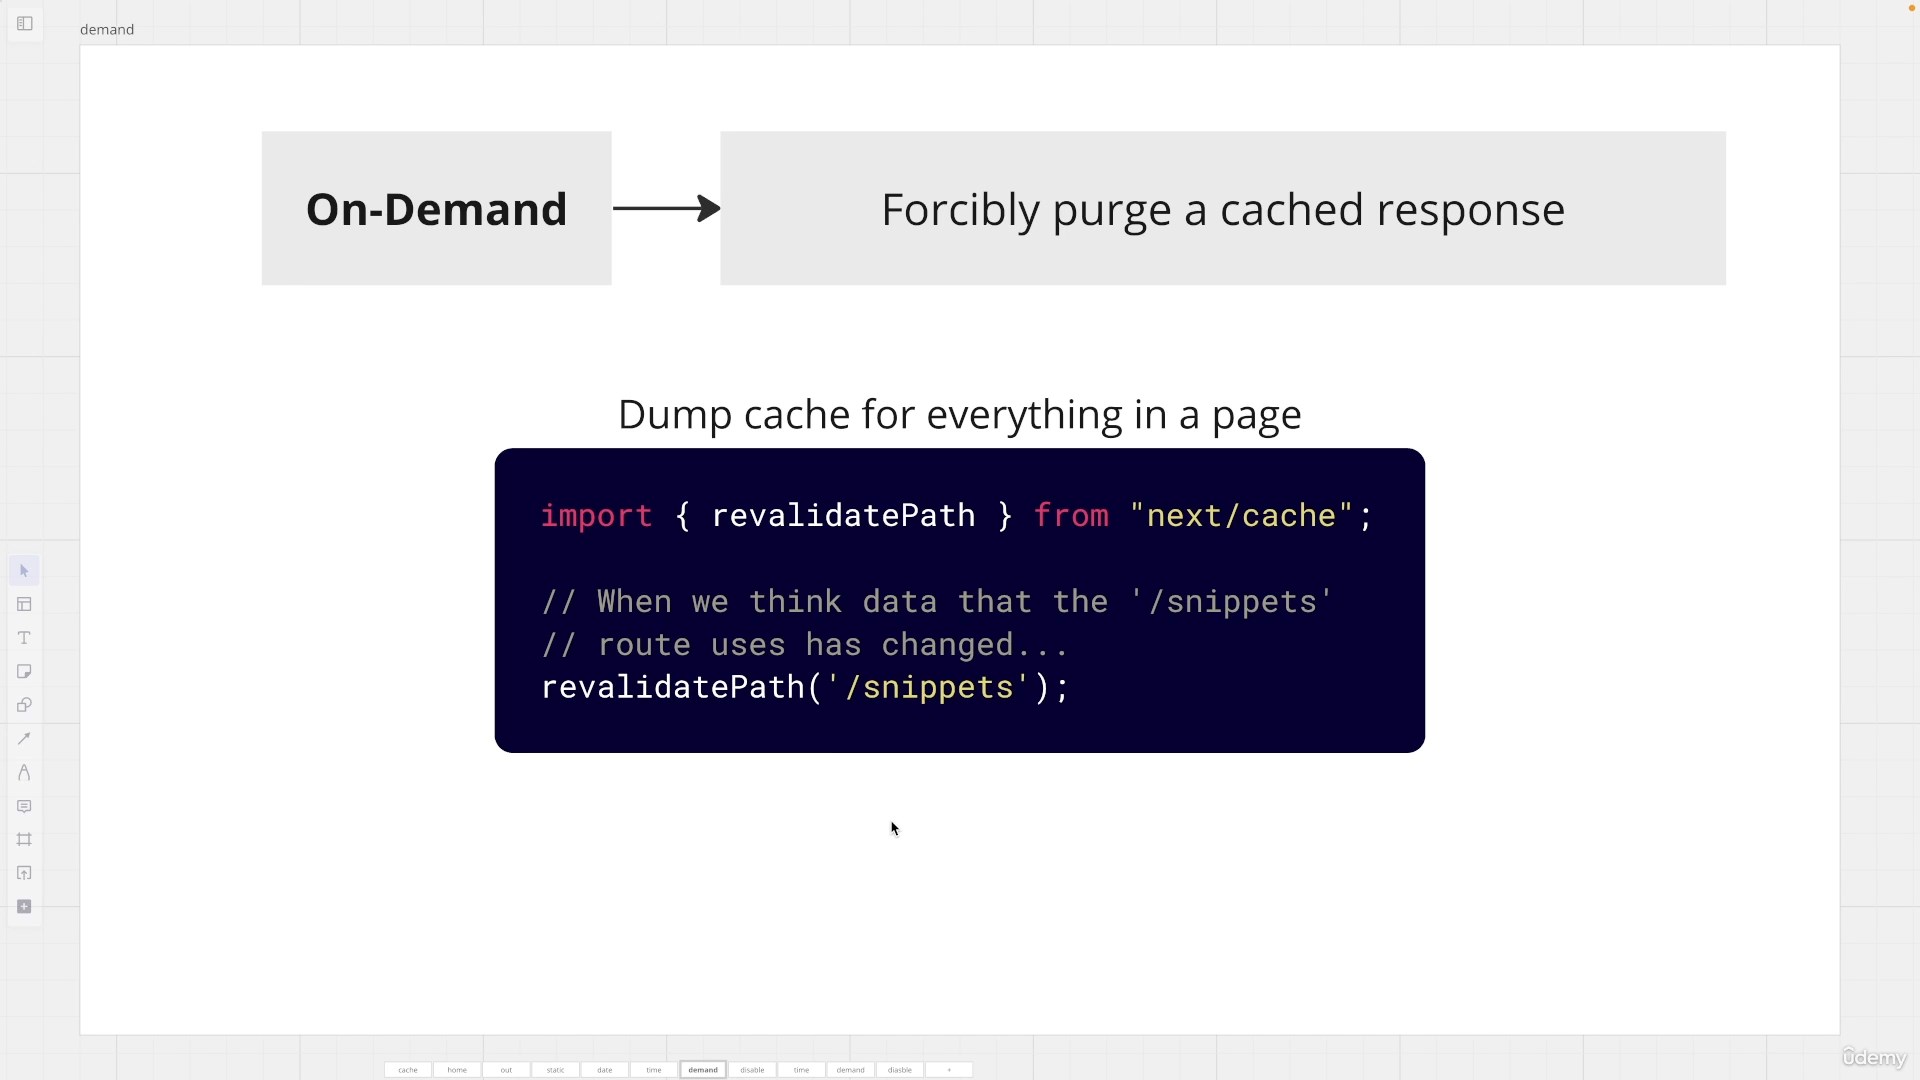 demand
On-Demand
Forcibly purge a cached response
Dump cache for everything in a page
import { revalidatePath } from "next/cache";
// When we think data that the '/snippets'
// route uses has changed...
revalidatePath('/snippets');
cache home out static date time demand disable time demand diasble +
ûdemy